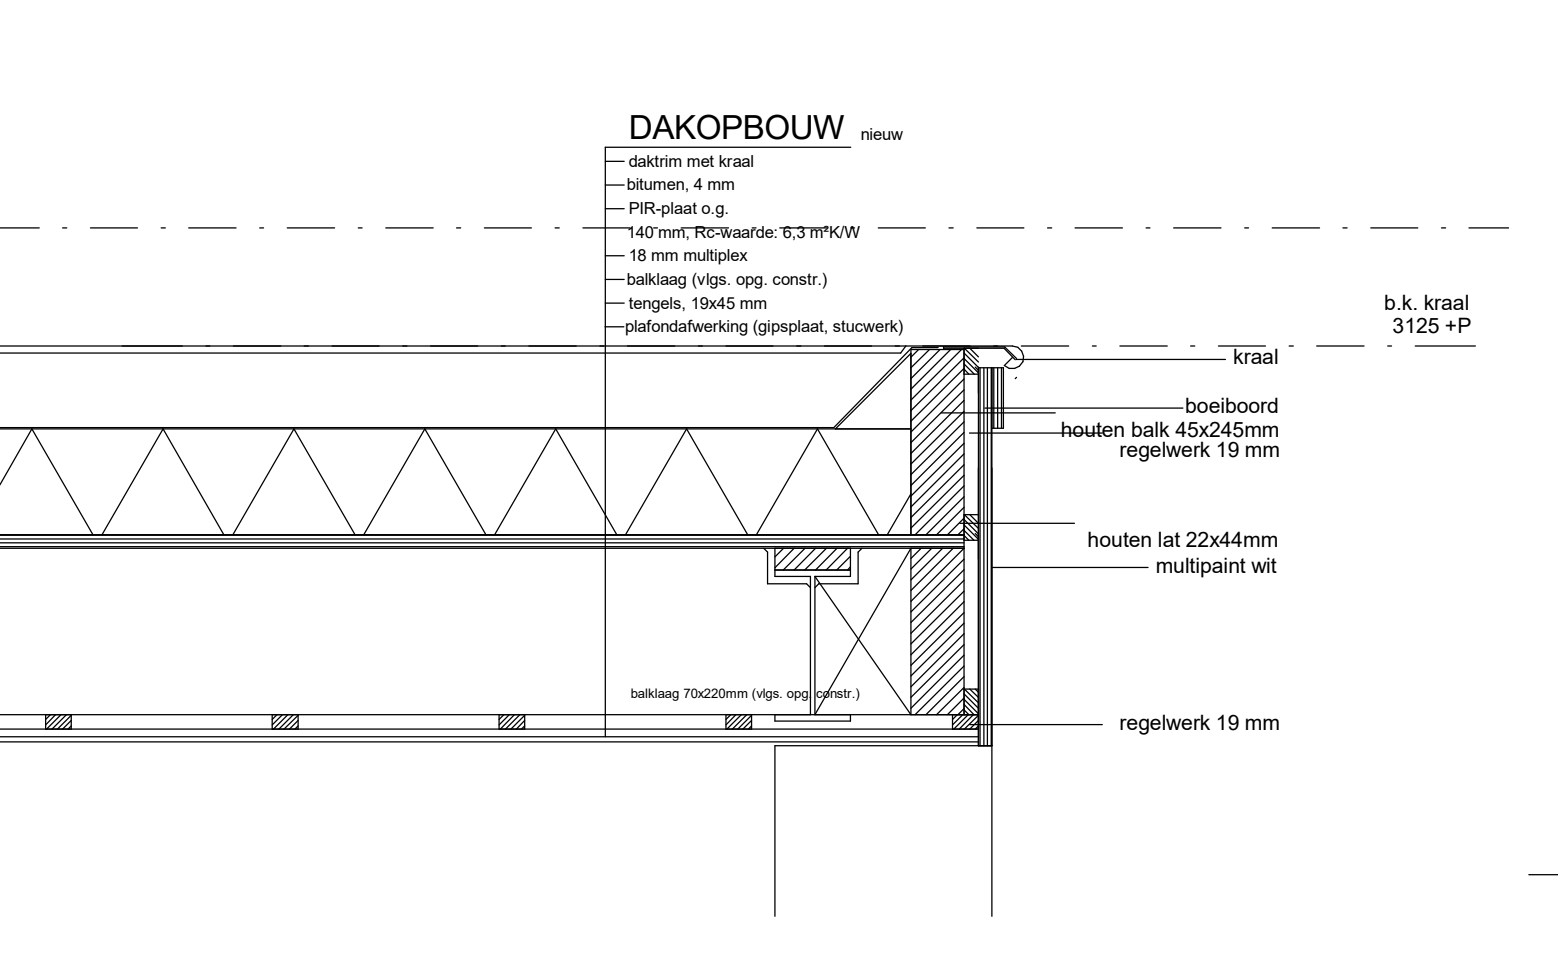 DAKOPBOUW nieuw
daktrim met kraal
bitumen, 4 mm
PIR-plaat o.g.
140 mm, Rc-waarde: 6,3 m²K/W
18 mm multiplex
balklaag (vlgs. opg. constr.)
tengels, 19x45 mm
plafondafwerking (gipsplaat, stucwerk)
b.k. kraal
3125 +P
kraal
boeiboord
houten balk 45x245mm
regelwerk 19 mm
houten lat 22x44mm
multipaint wit
balklaag 70x220mm (vlgs. opg. constr.)
regelwerk 19 mm